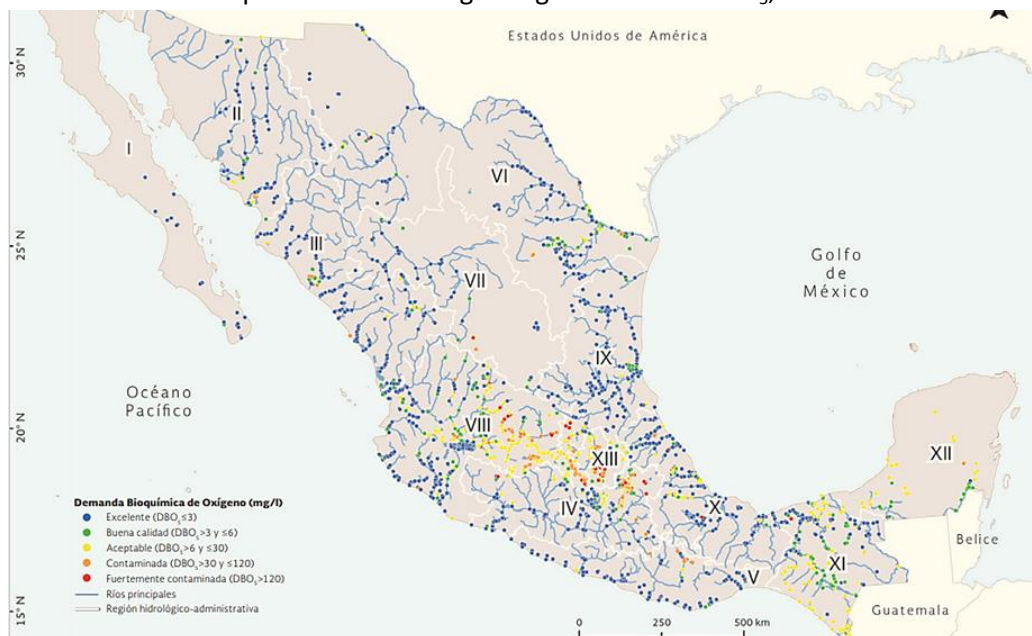 Estados Unidos de América
30° N
II
I
VI
25° N
III
Golfo
de
México
VII
IX
Océano
Pacífico
20° N
VIII
XII
XIII
Demanda Bioquímica de Oxígeno (mg/l)
Excelente (DBO₅≤3)
Buena calidad (DBO₅>3 y ≤6)
Aceptable (DBO₅>6 y ≤30)
Contaminada (DBO₅>30 y ≤120)
Fuertemente contaminada (DBO₅>120)
Ríos principales
Región hidrológico-administrativa
IV
X
Belice
XI
V
Guatemala
15° N
0 250 500 km